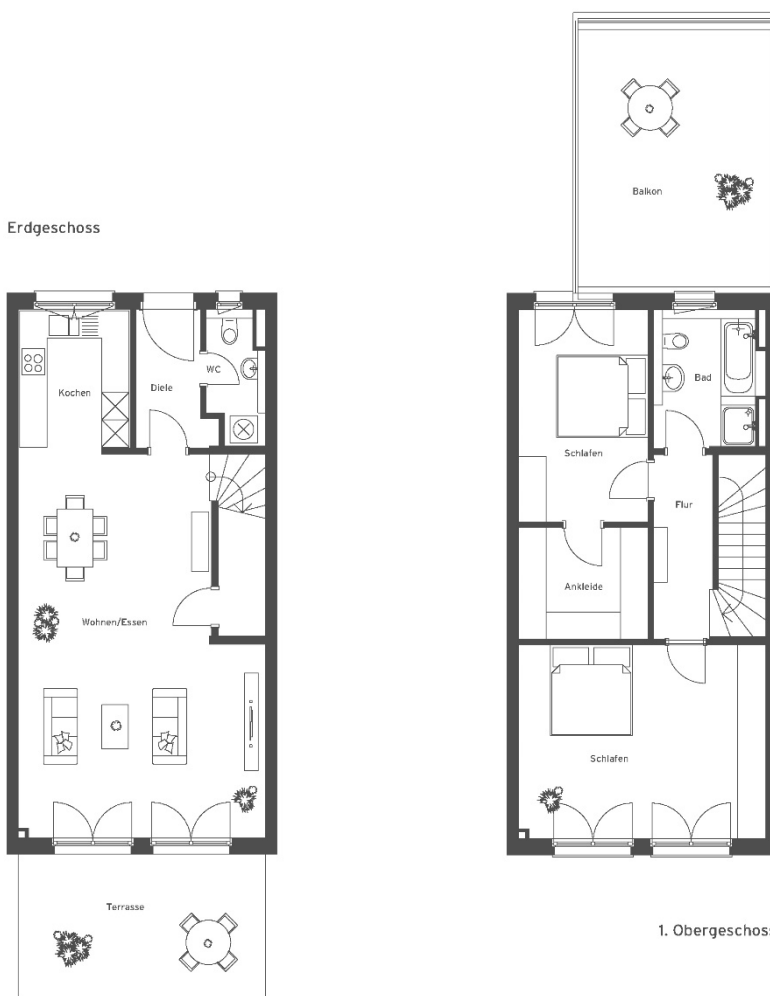 Erdgeschoss
Kochen
Diele
WC
Wohnen/Essen
Terrasse
Balkon
Bad
Schlafen
Flur
Ankleide
Schlafen
1. Obergeschoss